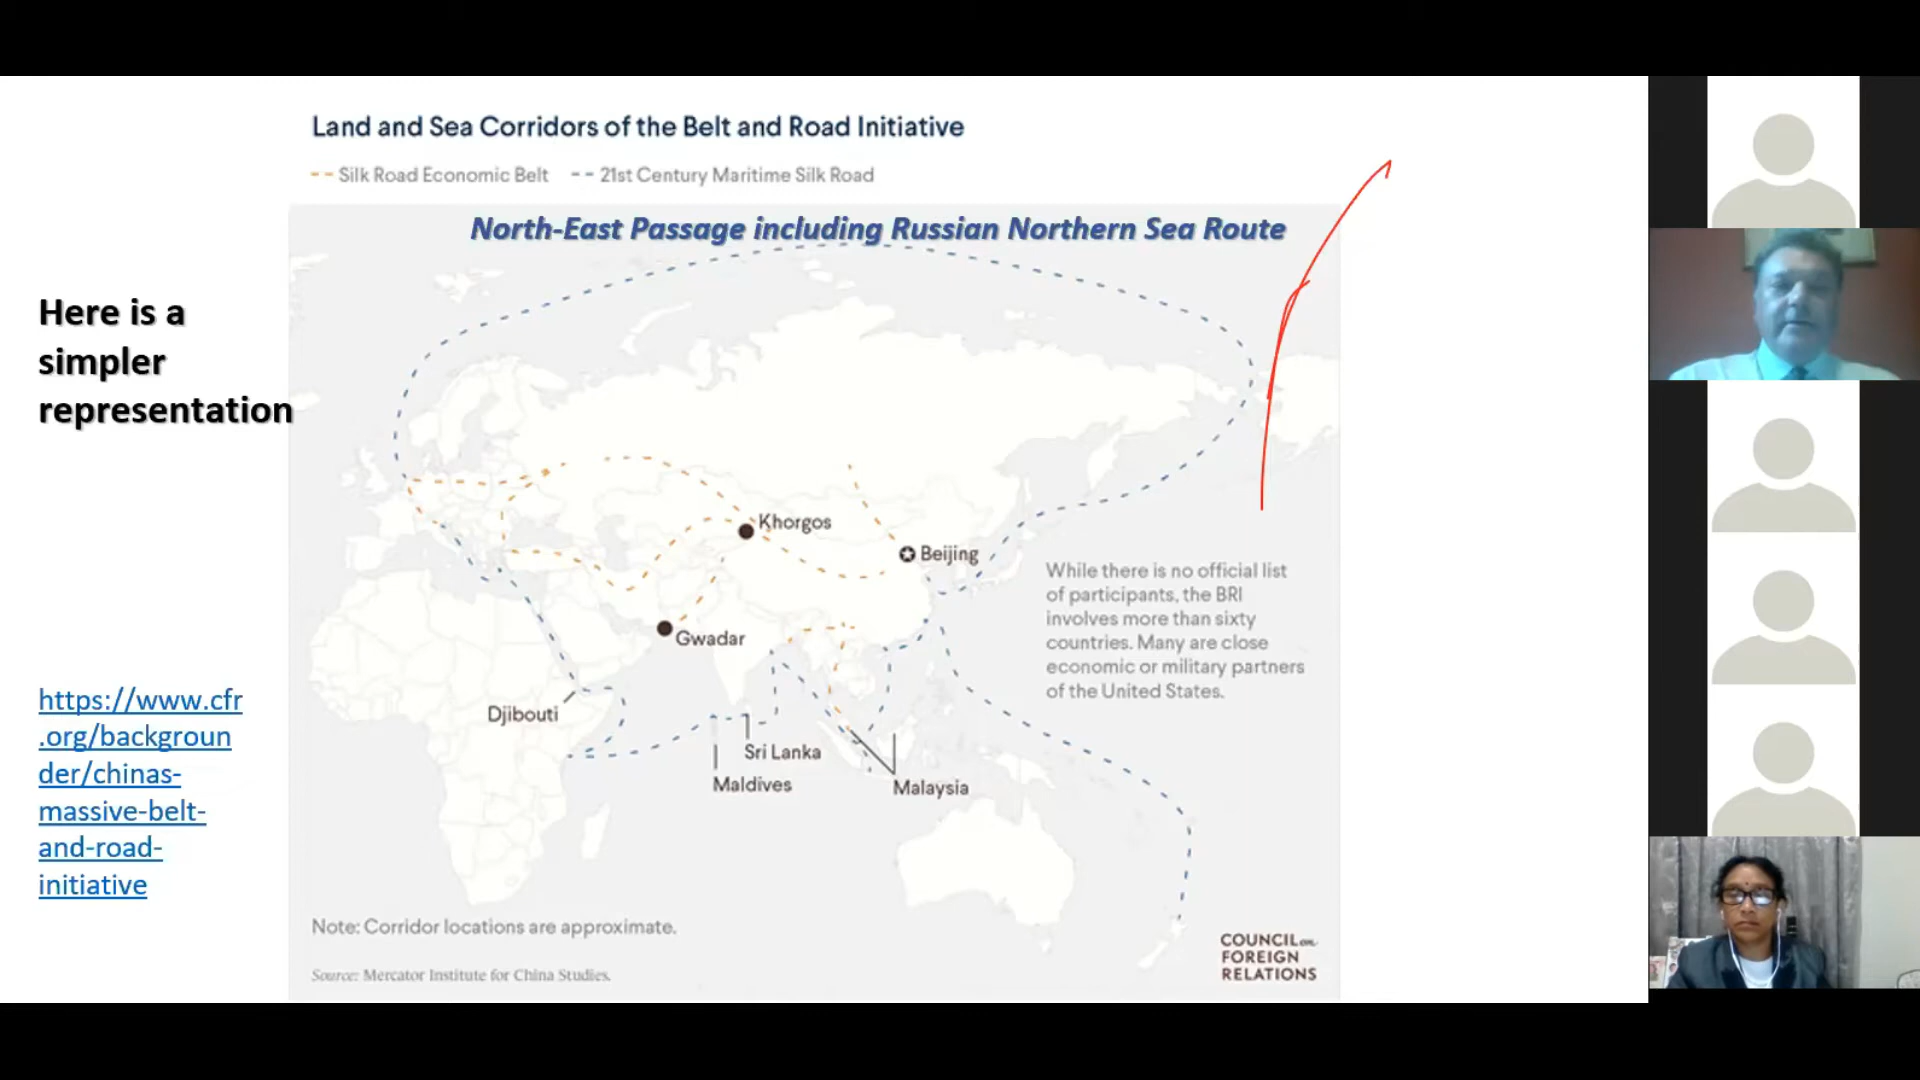 Land and Sea Corridors of the Belt and Road Initiative
Silk Road Economic Belt 21st Century Maritime Silk Road
North-East Passage including Russian Northern Sea Route
Here is a
simpler
representation
Khorgos
Beijing
Gwadar
Djibouti
Sri Lanka
Maldives
Malaysia
While there is no official list
of participants, the BRI
involves more than sixty
countries. Many are close
economic or military partners
of the United States.
https://www.cfr
.org/backgroun
der/chinas-
massive-belt-
and-road-
initiative
Note: Corridor locations are approximate.
Source: Mercator Institute for China Studies.
COUNCIL on
FOREIGN
RELATIONS